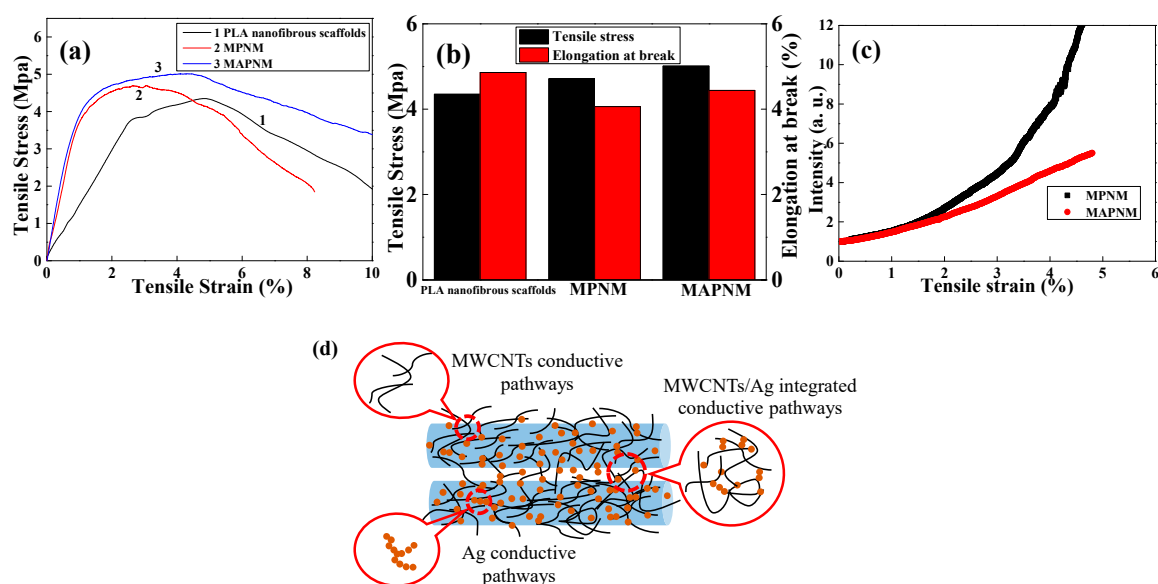 (a)
1 PLA nanofibrous scaffolds
2 MPNM
3 MAPNM
Tensile Stress (Mpa)
6
5
4
3
2
1
0
3
2
1
0 2 4 6 8 10
Tensile Strain (%)
(b)
Tensile stress
Elongation at break
Tensile Stress (Mpa)
6
4
2
0
Elongation at break (%)
6
4
2
0
PLA nanofibrous scaffolds MPNM MAPNM
(c)
Intensity (a. u.)
12
10
8
6
4
2
0
MPNM
MAPNM
0 1 2 3 4 5 6
Tensile strain (%)
(d)
MWCNTs conductive
pathways
MWCNTs/Ag integrated
conductive pathways
Ag conductive
pathways